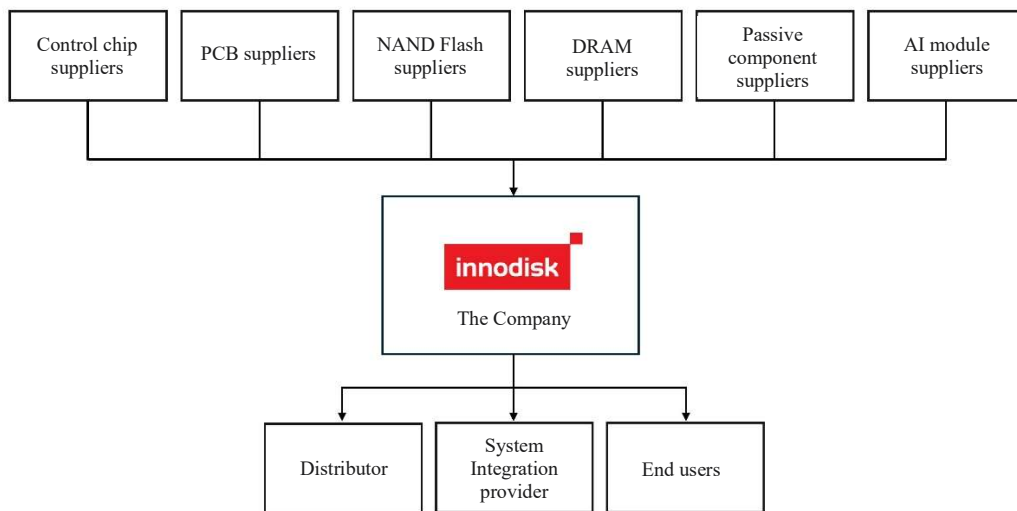 Control chip
suppliers
PCB suppliers
NAND Flash
suppliers
DRAM
suppliers
Passive
component
suppliers
AI module
suppliers
innodisk
The Company
Distributor
System
Integration
provider
End users